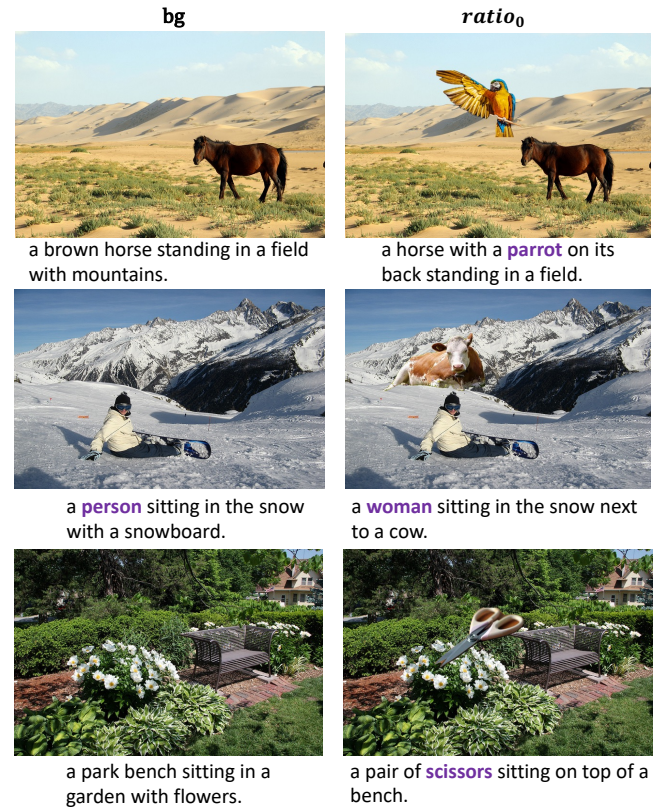 bg
ratio₀
a brown horse standing in a field
with mountains.
a horse with a parrot on its
back standing in a field.
a person sitting in the snow
with a snowboard.
a woman sitting in the snow next
to a cow.
a park bench sitting in a
garden with flowers.
a pair of scissors sitting on top of a
bench.